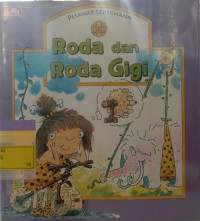 PESAWAT SEDERHANA
Roda dan
Roda Gigi